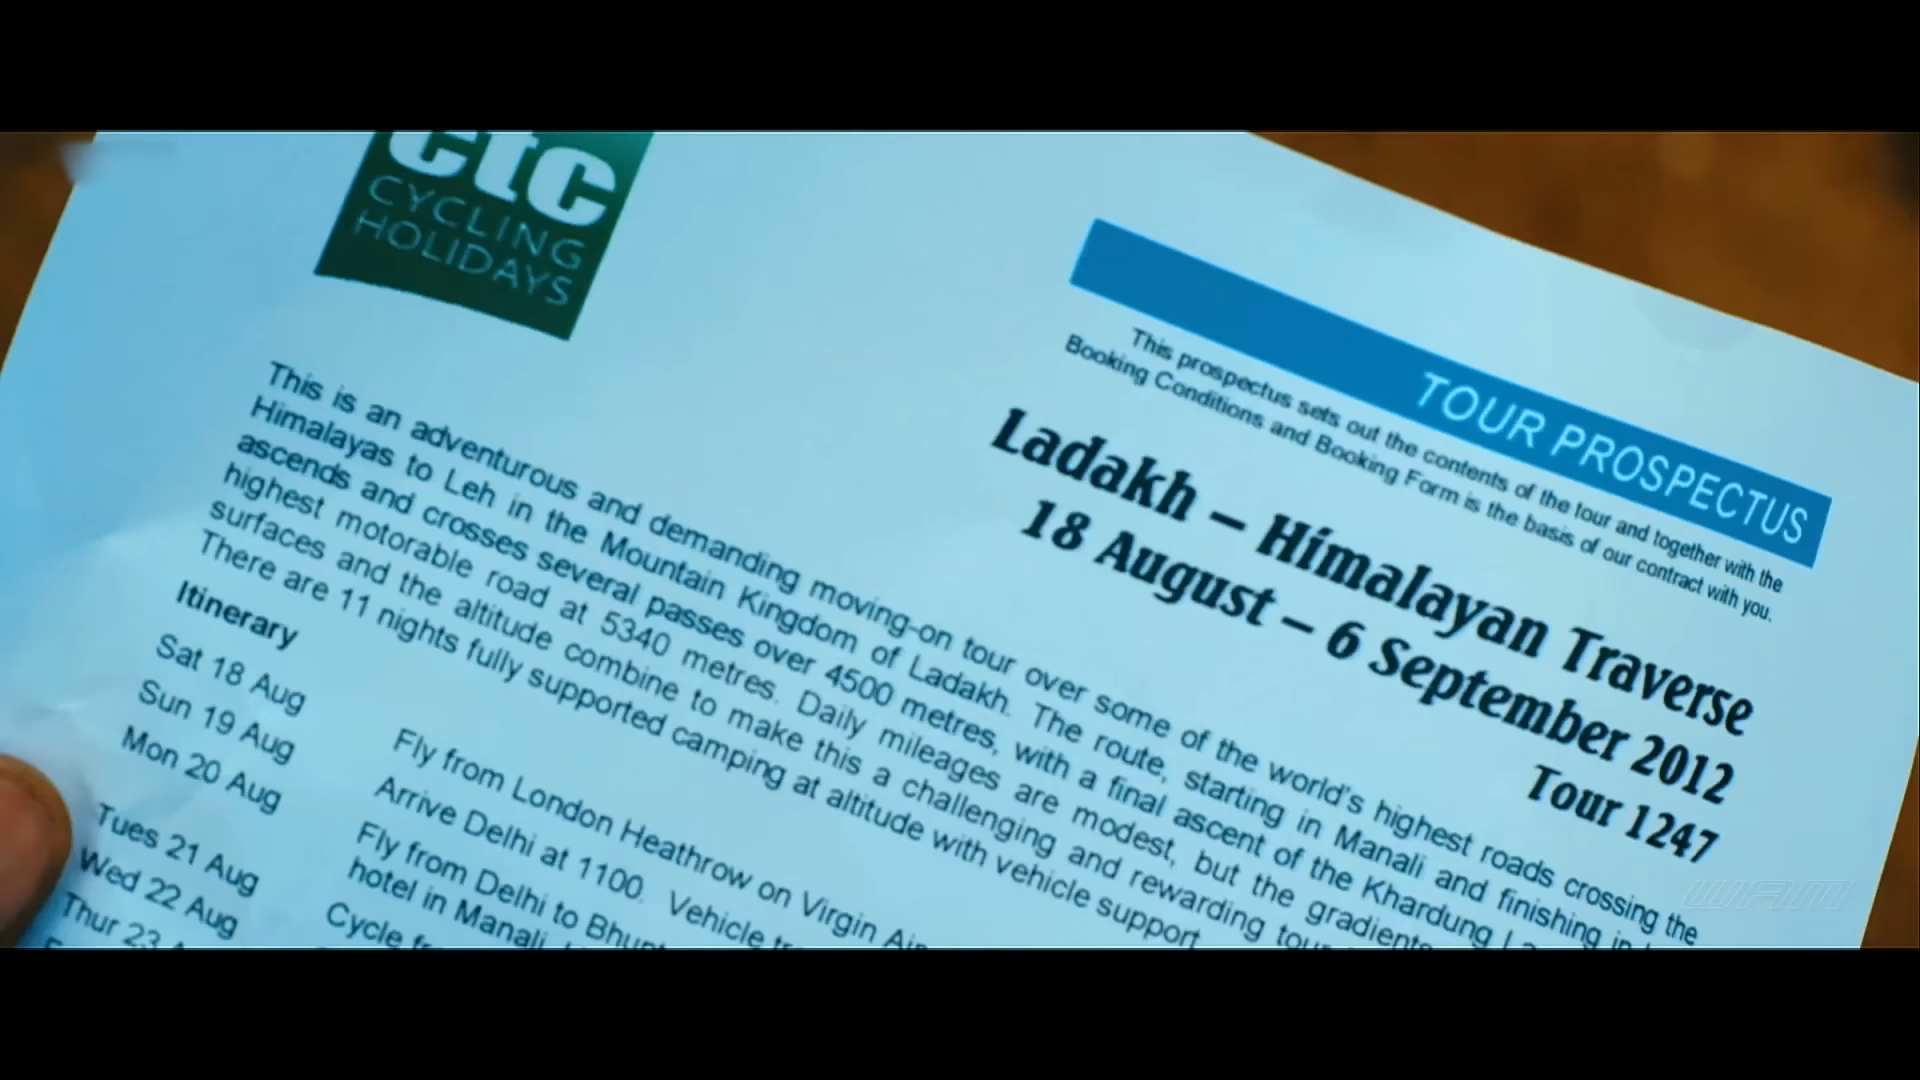 ctc
CYCLING
HOLIDAYS
TOUR PROSPECTUS
This prospectus sets out the contents of the tour and together with the
Booking Conditions and Booking Form is the basis of our contract with you.
Ladakh – Himalayan Traverse
18 August – 6 September 2012
Tour 1247
This is an adventurous and demanding moving-on tour over some of the world's highest roads crossing the
Himalayas to Leh in the Mountain Kingdom of Ladakh. The route, starting in Manali and finishing in
ascends and crosses several passes over 4500 metres, with a final ascent of the Khardung La
highest motorable road at 5340 metres. Daily mileages are modest, but the gradients
surfaces and the altitude combine to make this a challenging and rewarding tour
There are 11 nights fully supported camping at altitude with vehicle support
Itinerary
Sat 18 Aug Fly from London Heathrow on Virgin
Sun 19 Aug Arrive Delhi at 1100. Vehicle
Mon 20 Aug Fly from Delhi to
hotel in Manali.
Tues 21 Aug Cycle
Wed 22 Aug
Thur 23
WFM